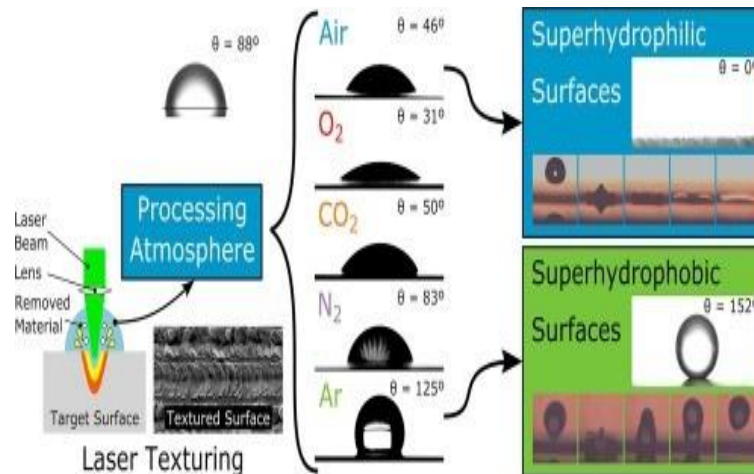 θ = 88º
Laser
Beam
Lens
Removed
Material
Target Surface
Processing
Atmosphere
Textured Surface
Laser Texturing
Air
θ = 46º
O2
θ = 31º
CO2
θ = 50º
N2
θ = 83º
Ar
θ = 125º
Superhydrophilic
θ = 0º
Surfaces
Superhydrophobic
θ = 152º
Surfaces